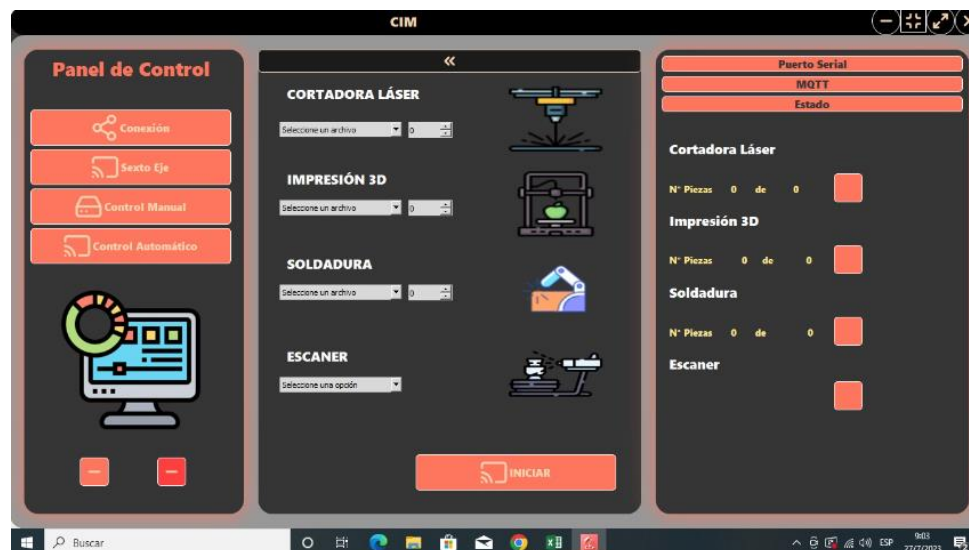 CIM
Panel de Control
Conexión
Sexto Eje
Control Manual
Control Automático
«
CORTADORA LÁSER
Seleccione un archivo 0
IMPRESIÓN 3D
Seleccione un archivo 0
SOLDADURA
Seleccione un archivo 0
ESCANER
Seleccione una opción
INICIAR
Puerto Serial
MQTT
Estado
Cortadora Láser
N° Piezas 0 de 0
Impresión 3D
N° Piezas 0 de 0
Soldadura
N° Piezas 0 de 0
Escaner
Buscar
ESP
9:03
27/7/2023